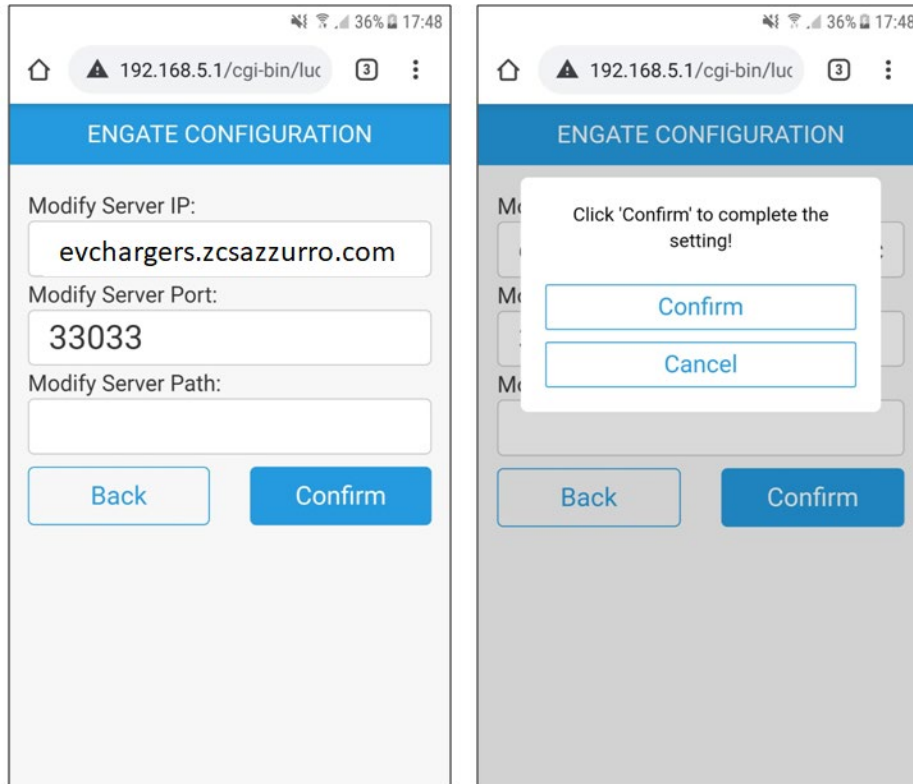 36% 17:48
192.168.5.1/cgi-bin/luc 3
ENGATE CONFIGURATION
Modify Server IP:
evchargers.zcsazzurro.com
Modify Server Port:
33033
Modify Server Path:
Back Confirm
36% 17:48
192.168.5.1/cgi-bin/luc 3
ENGATE CONFIGURATION
Click 'Confirm' to complete the
setting!
Confirm
Cancel
Back Confirm